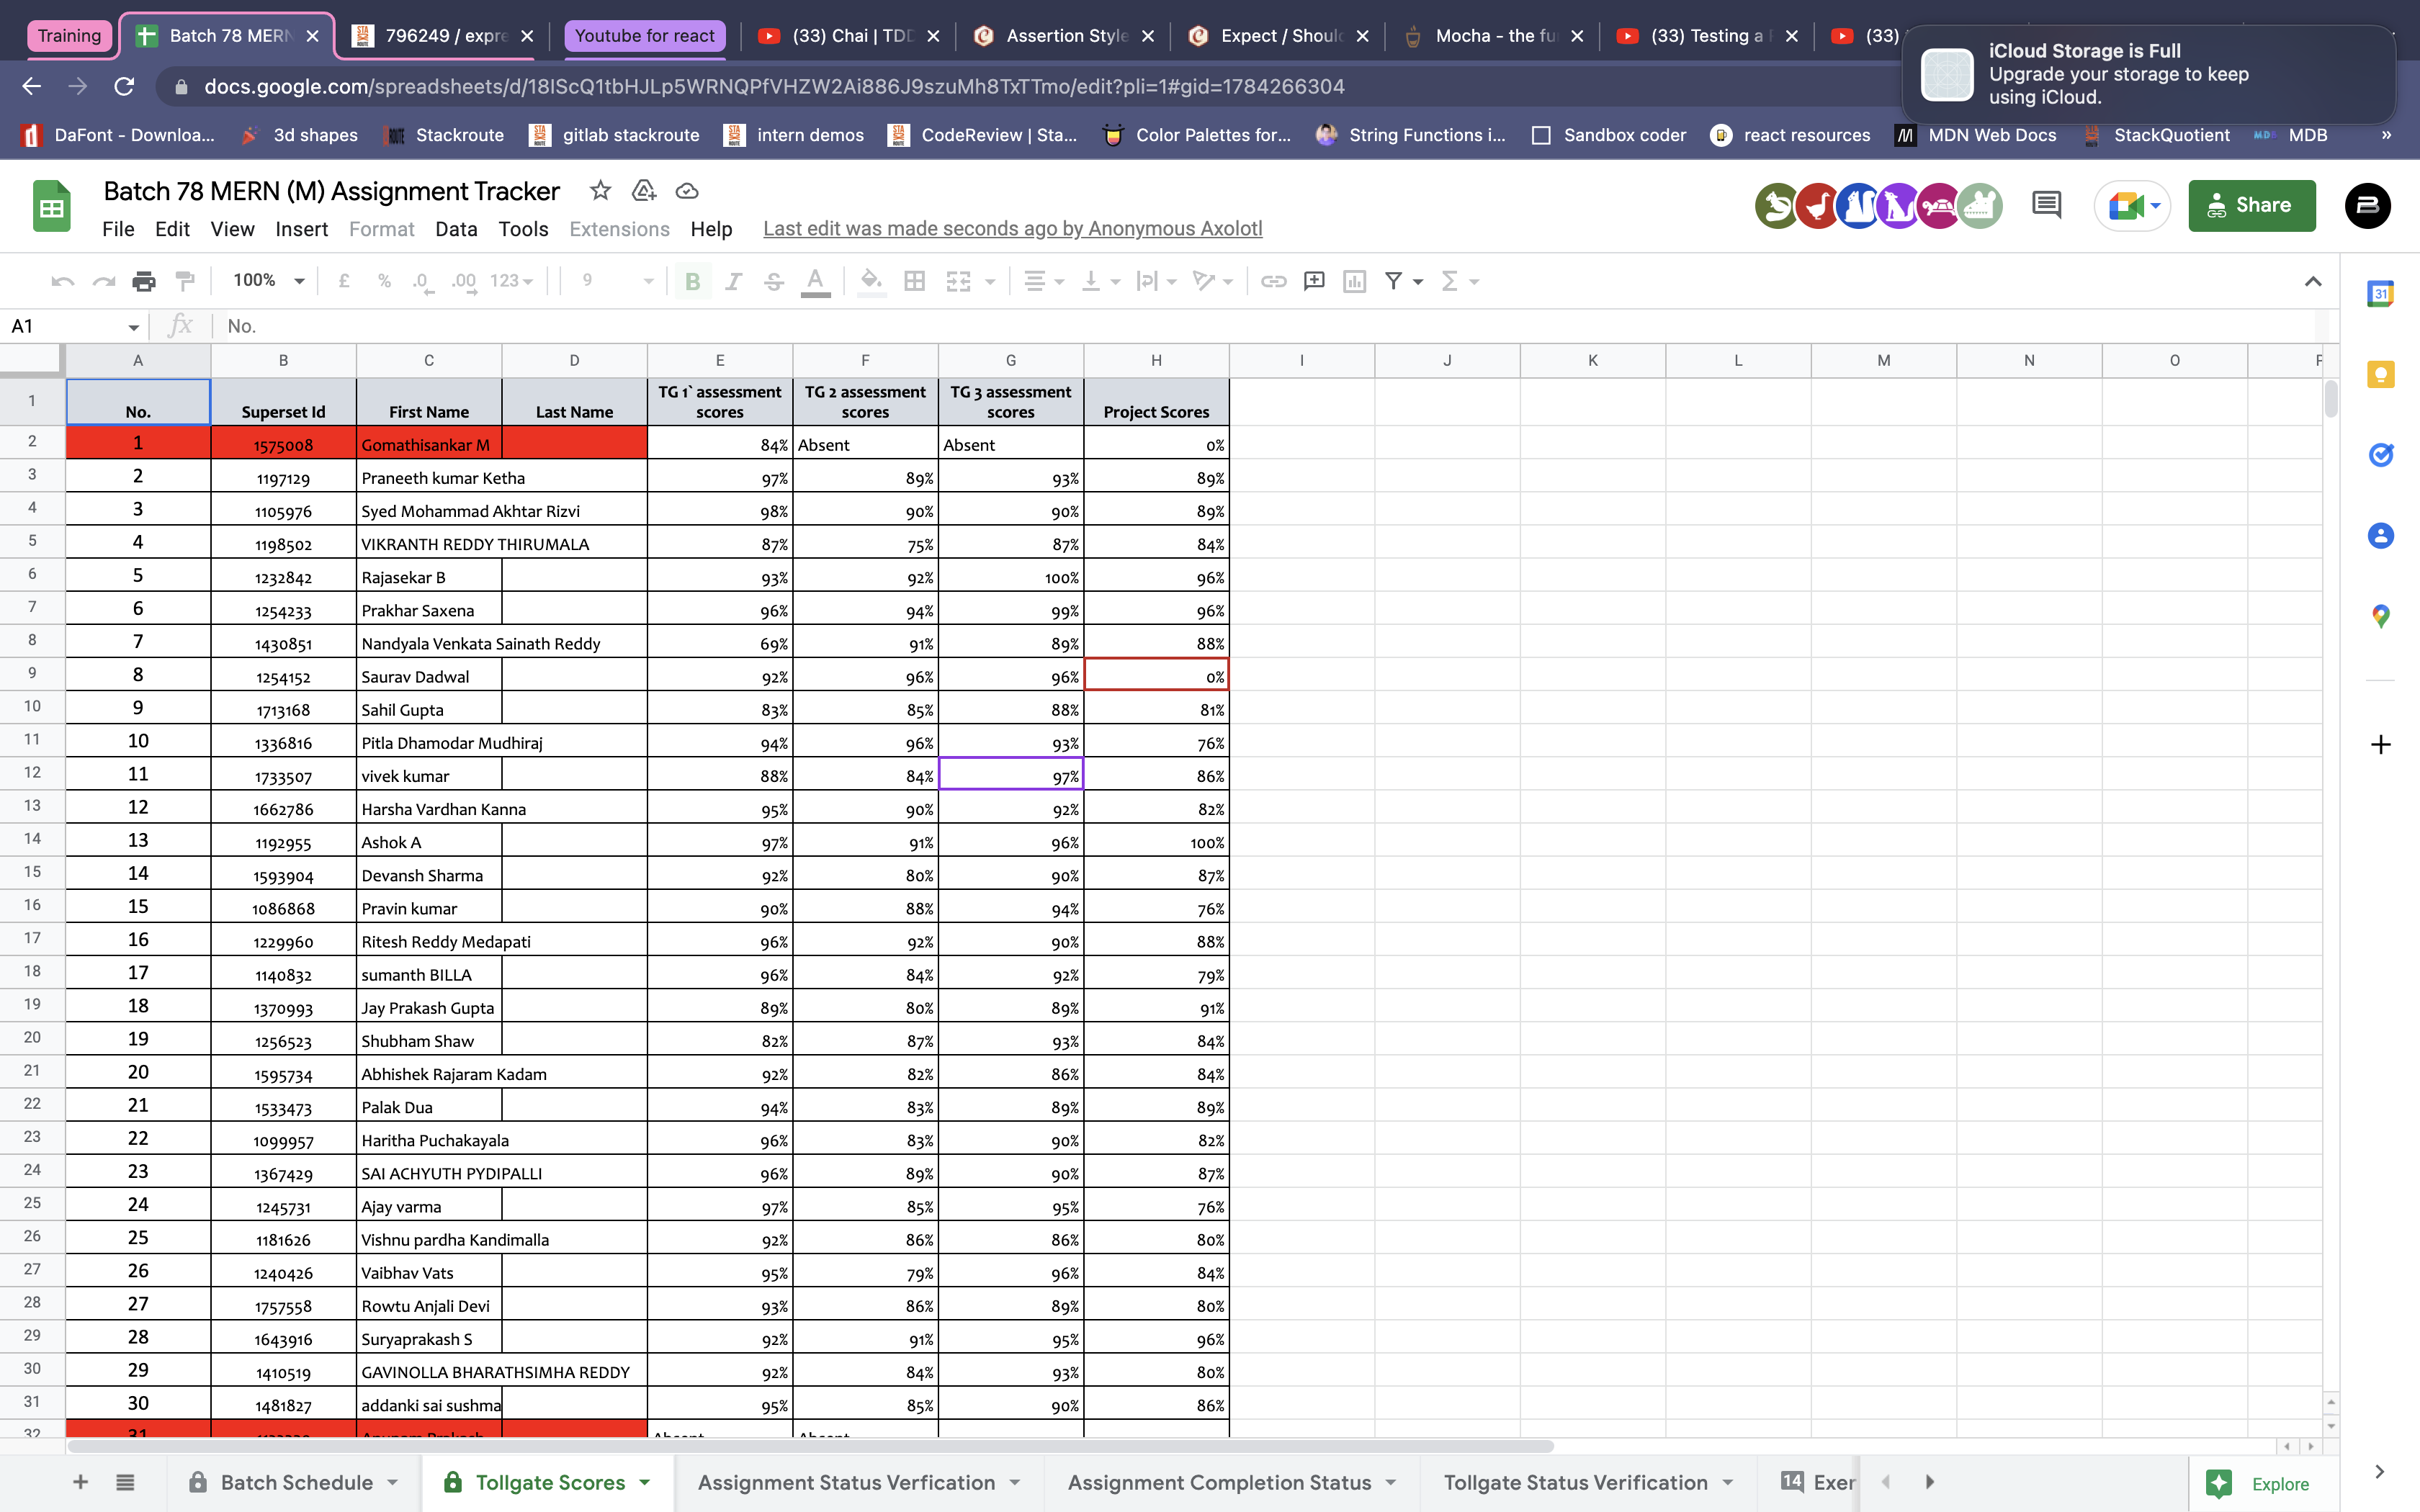 Training
Batch 78 MERN
796249 / expre
Youtube for react
(33) Chai | TDD
Assertion Style
Expect / Shoul
Mocha - the fu
(33) Testing a
(33)
iCloud Storage is Full
Upgrade your storage to keep
using iCloud.
docs.google.com/spreadsheets/d/18IScQ1tbHJLp5WRNQPfVHZW2Ai886J9szuMh8TxTTmo/edit?pli=1#gid=1784266304
DaFont - Downloa...
3d shapes
Stackroute
gitlab stackroute
intern demos
CodeReview | Sta...
Color Palettes for...
String Functions i...
Sandbox coder
react resources
MDN Web Docs
StackQuotient
MDB
»
Batch 78 MERN (M) Assignment Tracker
File Edit View Insert Format Data Tools Extensions Help Last edit was made seconds ago by Anonymous Axolotl
Share
100% £ % .0 .00 123 9 B I S A
A1 fx No.
A B C D E F G H I J K L M N O P
1 No. Superset Id First Name Last Name TG 1` assessment scores TG 2 assessment scores TG 3 assessment scores Project Scores
2 1 1575008 Gomathisankar M 84% Absent Absent 0%
3 2 1197129 Praneeth kumar Ketha 97% 89% 93% 89%
4 3 1105976 Syed Mohammad Akhtar Rizvi 98% 90% 90% 89%
5 4 1198502 VIKRANTH REDDY THIRUMALA 87% 75% 87% 84%
6 5 1232842 Rajasekar B 93% 92% 100% 96%
7 6 1254233 Prakhar Saxena 96% 94% 99% 96%
8 7 1430851 Nandyala Venkata Sainath Reddy 69% 91% 89% 88%
9 8 1254152 Saurav Dadwal 92% 96% 96% 0%
10 9 1713168 Sahil Gupta 83% 85% 88% 81%
11 10 1336816 Pitla Dhamodar Mudhiraj 94% 96% 93% 76%
12 11 1733507 vivek kumar 88% 84% 97% 86%
13 12 1662786 Harsha Vardhan Kanna 95% 90% 92% 82%
14 13 1192955 Ashok A 97% 91% 96% 100%
15 14 1593904 Devansh Sharma 92% 80% 90% 87%
16 15 1086868 Pravin kumar 90% 88% 94% 76%
17 16 1229960 Ritesh Reddy Medapati 96% 92% 90% 88%
18 17 1140832 sumanth BILLA 96% 84% 92% 79%
19 18 1370993 Jay Prakash Gupta 89% 80% 89% 91%
20 19 1256523 Shubham Shaw 82% 87% 93% 84%
21 20 1595734 Abhishek Rajaram Kadam 92% 82% 86% 84%
22 21 1533473 Palak Dua 94% 83% 89% 89%
23 22 1099957 Haritha Puchakayala 96% 83% 90% 82%
24 23 1367429 SAI ACHYUTH PYDIPALLI 96% 89% 90% 87%
25 24 1245731 Ajay varma 97% 85% 95% 76%
26 25 1181626 Vishnu pardha Kandimalla 92% 86% 86% 80%
27 26 1240426 Vaibhav Vats 95% 79% 96% 84%
28 27 1757558 Rowtu Anjali Devi 93% 86% 89% 80%
29 28 1643916 Suryaprakash S 92% 91% 95% 96%
30 29 1410519 GAVINOLLA BHARATHSIMHA REDDY 92% 84% 93% 80%
31 30 1481827 addanki sai sushma 95% 85% 90% 86%
32 31 Absent Absent
Batch Schedule
Tollgate Scores
Assignment Status Verfication
Assignment Completion Status
Tollgate Status Verification
14 Exer
Explore